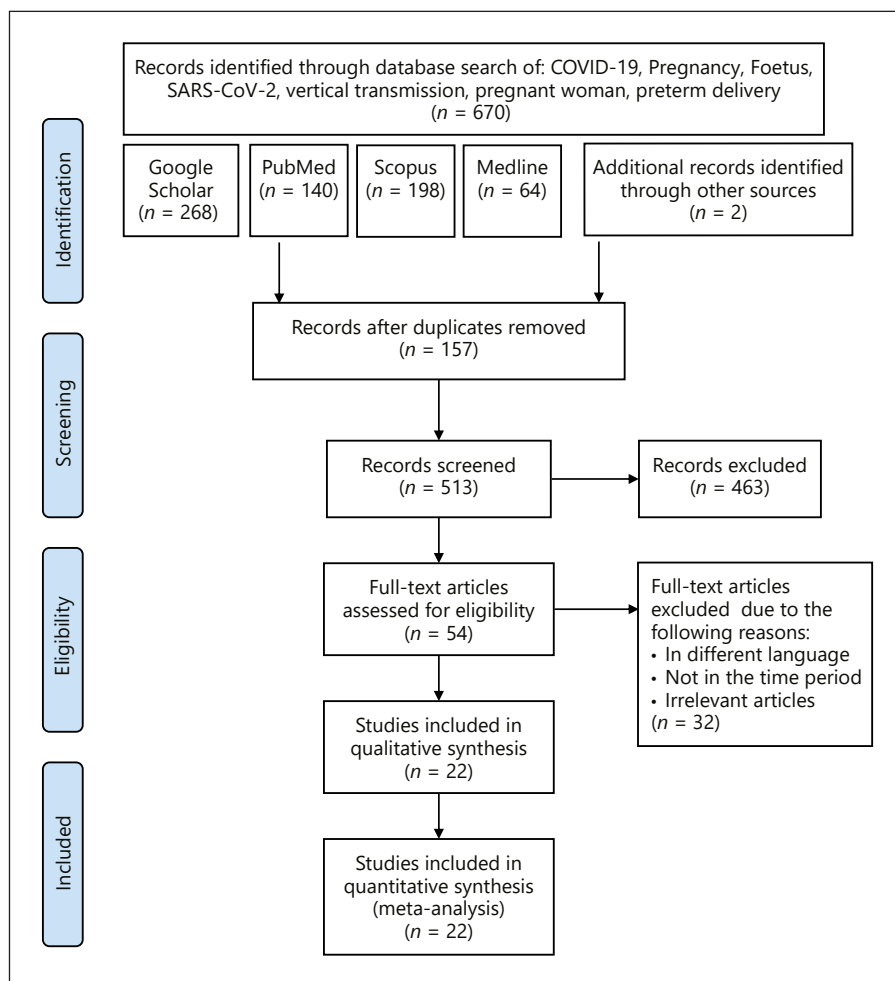 Records identified through database search of: COVID-19, Pregnancy, Foetus,
SARS-CoV-2, vertical transmission, pregnant woman, preterm delivery
(n = 670)
Identification
Google
Scholar
(n = 268)
PubMed
(n = 140)
Scopus
(n = 198)
Medline
(n = 64)
Additional records identified
through other sources
(n = 2)
Records after duplicates removed
(n = 157)
Screening
Records screened
(n = 513)
Records excluded
(n = 463)
Eligibility
Full-text articles
assessed for eligibility
(n = 54)
Full-text articles
excluded due to the
following reasons:
• In different language
• Not in the time period
• Irrelevant articles
(n = 32)
Studies included in
qualitative synthesis
(n = 22)
Included
Studies included in
quantitative synthesis
(meta-analysis)
(n = 22)